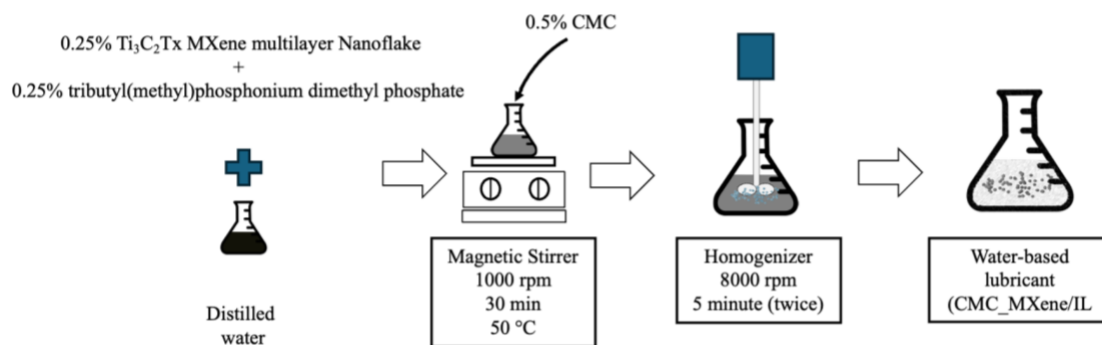 0.25% Ti₃C₂Tx MXene multilayer Nanoflake
+
0.25% tributyl(methyl)phosphonium dimethyl phosphate
Distilled
water
0.5% CMC
Magnetic Stirrer
1000 rpm
30 min
50 °C
Homogenizer
8000 rpm
5 minute (twice)
Water-based
lubricant
(CMC_MXene/IL